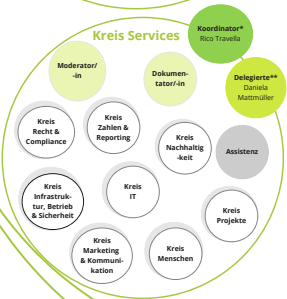 Koordinator*
Rico Travella
Kreis Services
Moderator/
-in
Dokumen-
tator/-in
Delegierte**
Daniela
Mattmüller
Kreis
Recht &
Compliance
Kreis
Zahlen &
Reporting
Kreis
Nachhaltig
-keit
Assistenz
Kreis
Infrastruk-
tur, Betrieb
& Sicherheit
Kreis
IT
Kreis
Projekte
Kreis
Marketing
& Kommuni-
kation
Kreis
Menschen